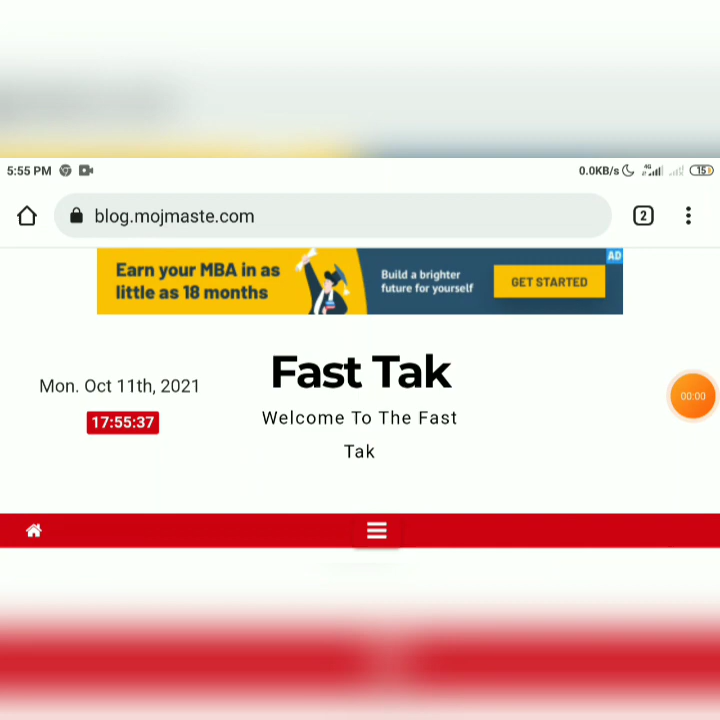 5:55 PM
0.0KB/s 4G 15
blog.mojmaste.com
2
Earn your MBA in as
little as 18 months
Build a brighter
future for yourself
GET STARTED
AD
Mon. Oct 11th, 2021
17:55:37
Fast Tak
Welcome To The Fast
Tak
00:00